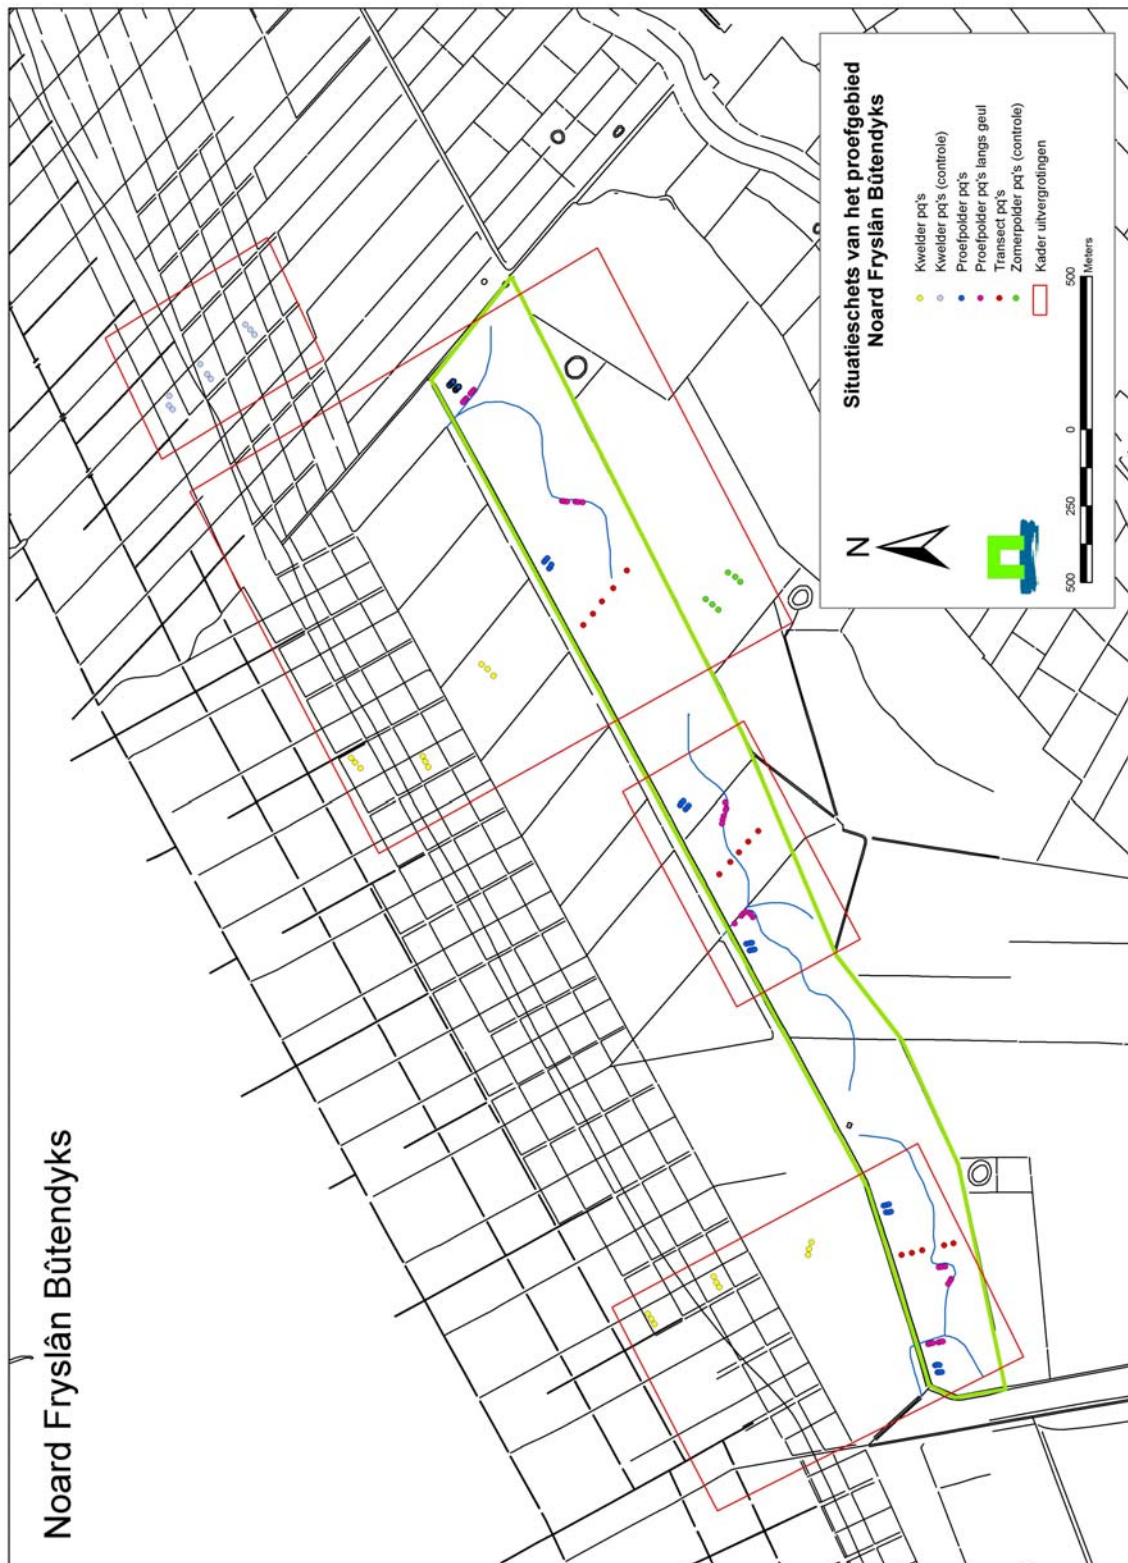 Noard Fryslân Bûtendyks
Situatieschets van het proefgebied
Noard Fryslân Bûtendyks
N
Kwelder pq's
Kwelder pq's (controle)
Proefpolder pq's
Proefpolder pq's langs geul
Transect pq's
Zomerpolder pq's (controle)
Kader uitvergrotingen
500 250 0 500
Meters